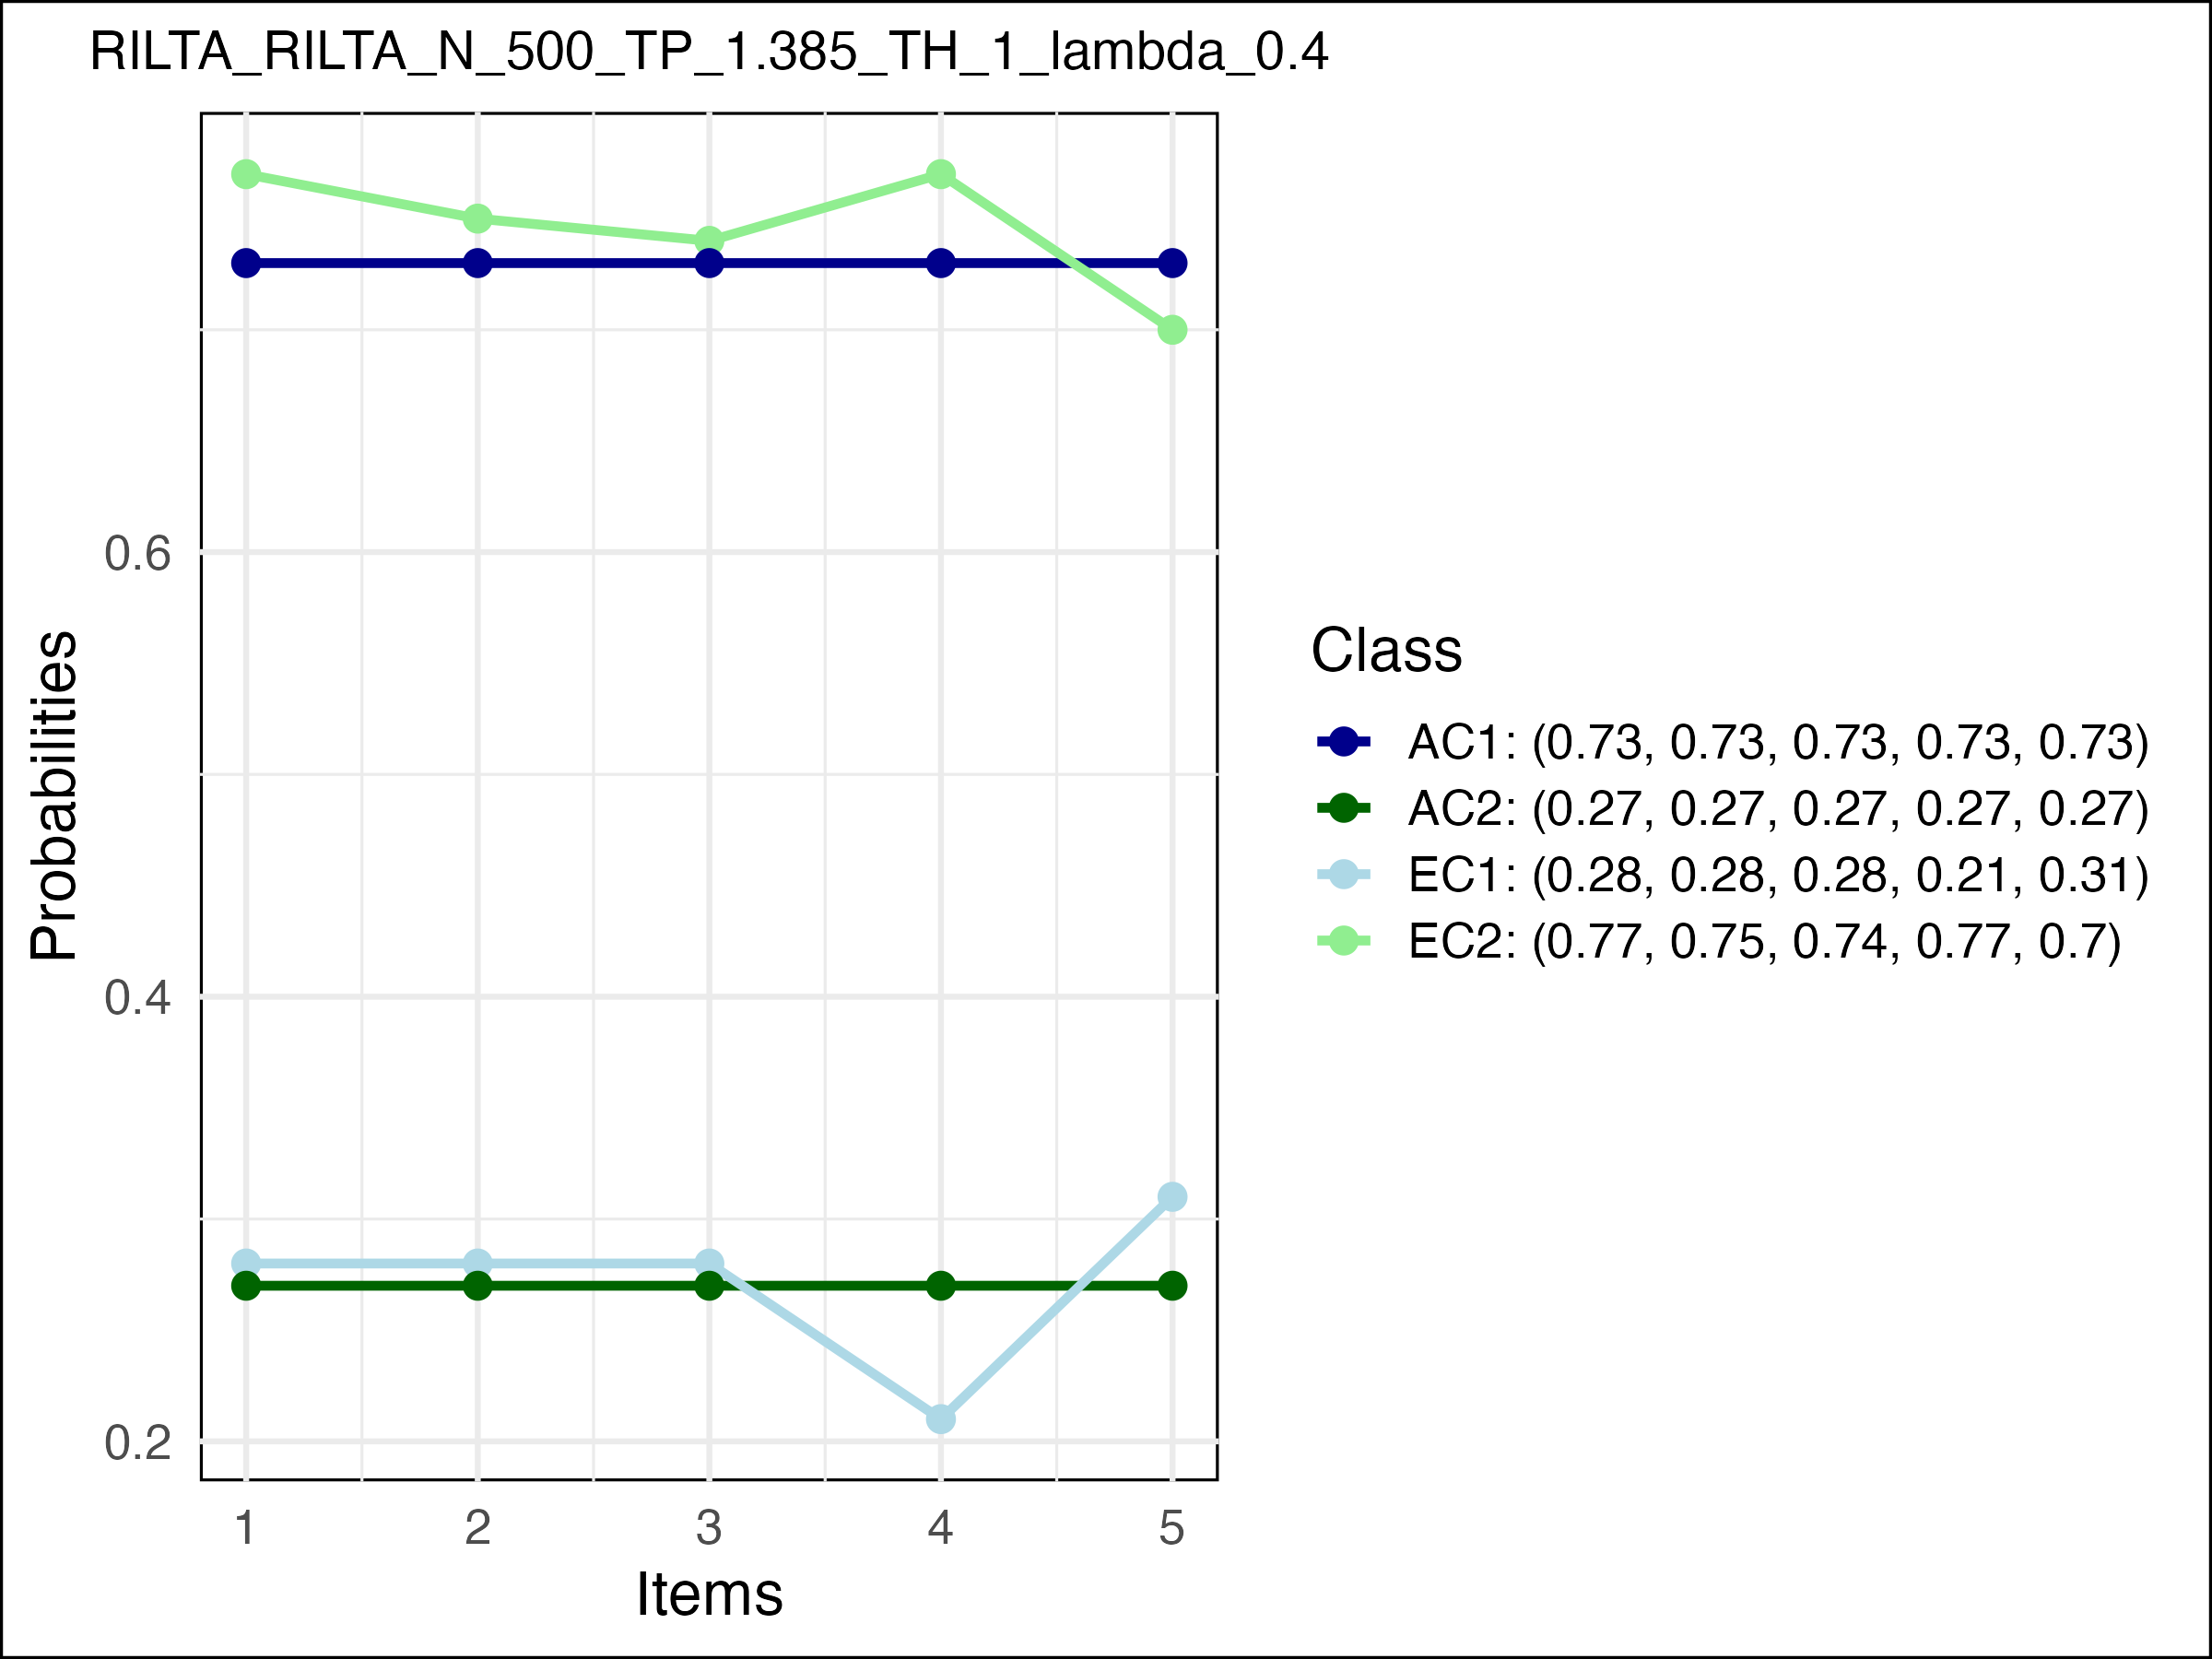 RILTA_RILTA_N_500_TP_1.385_TH_1_lambda_0.4
Probabilities
0.6
0.4
0.2
1 2 3 4 5
Items
Class
AC1: (0.73, 0.73, 0.73, 0.73, 0.73)
AC2: (0.27, 0.27, 0.27, 0.27, 0.27)
EC1: (0.28, 0.28, 0.28, 0.21, 0.31)
EC2: (0.77, 0.75, 0.74, 0.77, 0.7)